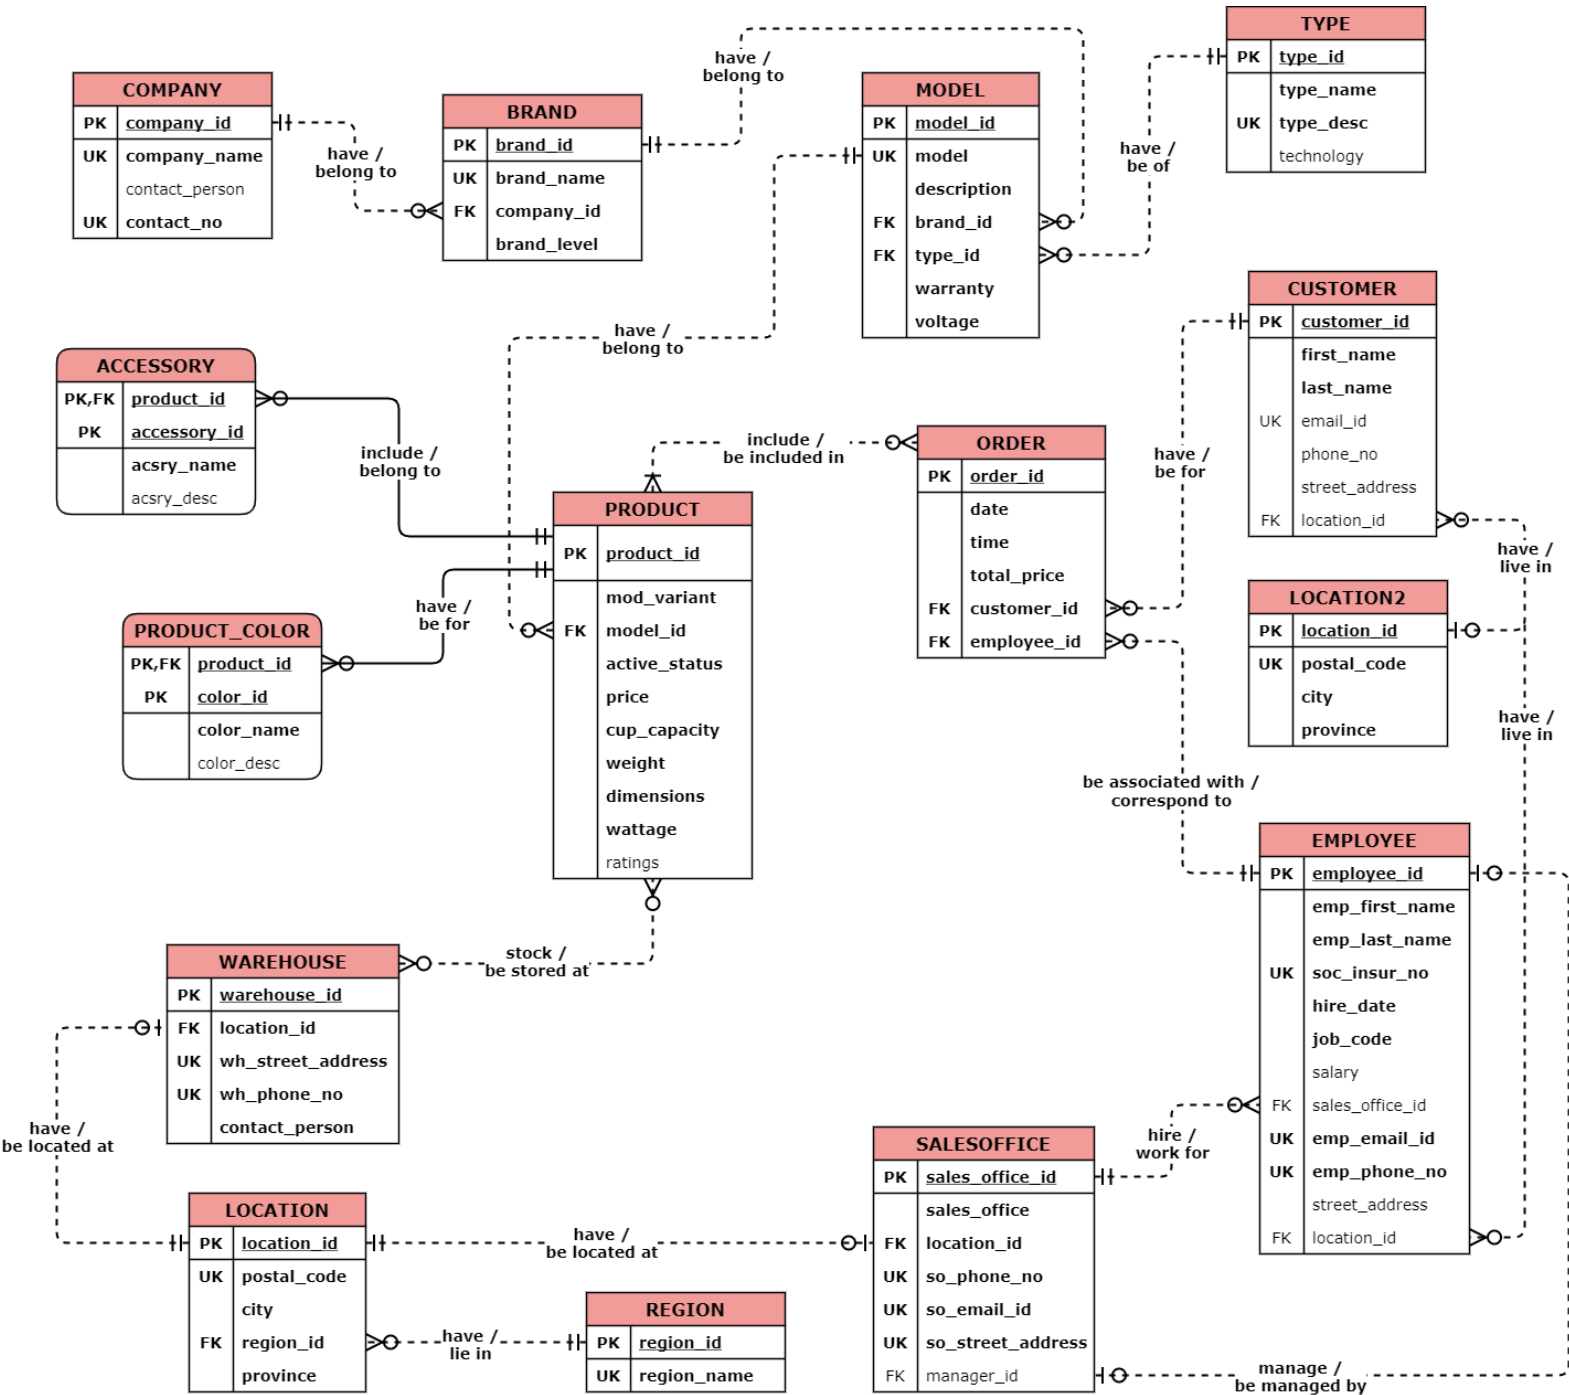 COMPANY
PK company_id
UK company_name
contact_person
UK contact_no
have /
belong to
BRAND
PK brand_id
UK brand_name
FK company_id
brand_level
have /
belong to
MODEL
PK model_id
UK model
description
FK brand_id
FK type_id
warranty
voltage
have /
be of
TYPE
PK type_id
type_name
UK type_desc
technology
have /
belong to
ACCESSORY
PK,FK product_id
PK accessory_id
acsry_name
acsry_desc
include /
belong to
PRODUCT_COLOR
PK,FK product_id
PK color_id
color_name
color_desc
have /
be for
PRODUCT
PK product_id
mod_variant
FK model_id
active_status
price
cup_capacity
weight
dimensions
wattage
ratings
include /
be included in
ORDER
PK order_id
date
time
total_price
FK customer_id
FK employee_id
have /
be for
CUSTOMER
PK customer_id
first_name
last_name
UK email_id
phone_no
street_address
FK location_id
have /
live in
LOCATION2
PK location_id
UK postal_code
city
province
have /
live in
be associated with /
correspond to
EMPLOYEE
PK employee_id
emp_first_name
emp_last_name
UK soc_insur_no
hire_date
job_code
salary
FK sales_office_id
UK emp_email_id
UK emp_phone_no
street_address
FK location_id
stock /
be stored at
WAREHOUSE
PK warehouse_id
FK location_id
UK wh_street_address
UK wh_phone_no
contact_person
have /
be located at
LOCATION
PK location_id
UK postal_code
city
FK region_id
province
have /
be located at
have /
lie in
REGION
PK region_id
UK region_name
SALESOFFICE
PK sales_office_id
sales_office
FK location_id
UK so_phone_no
UK so_email_id
UK so_street_address
FK manager_id
hire /
work for
manage /
be managed by